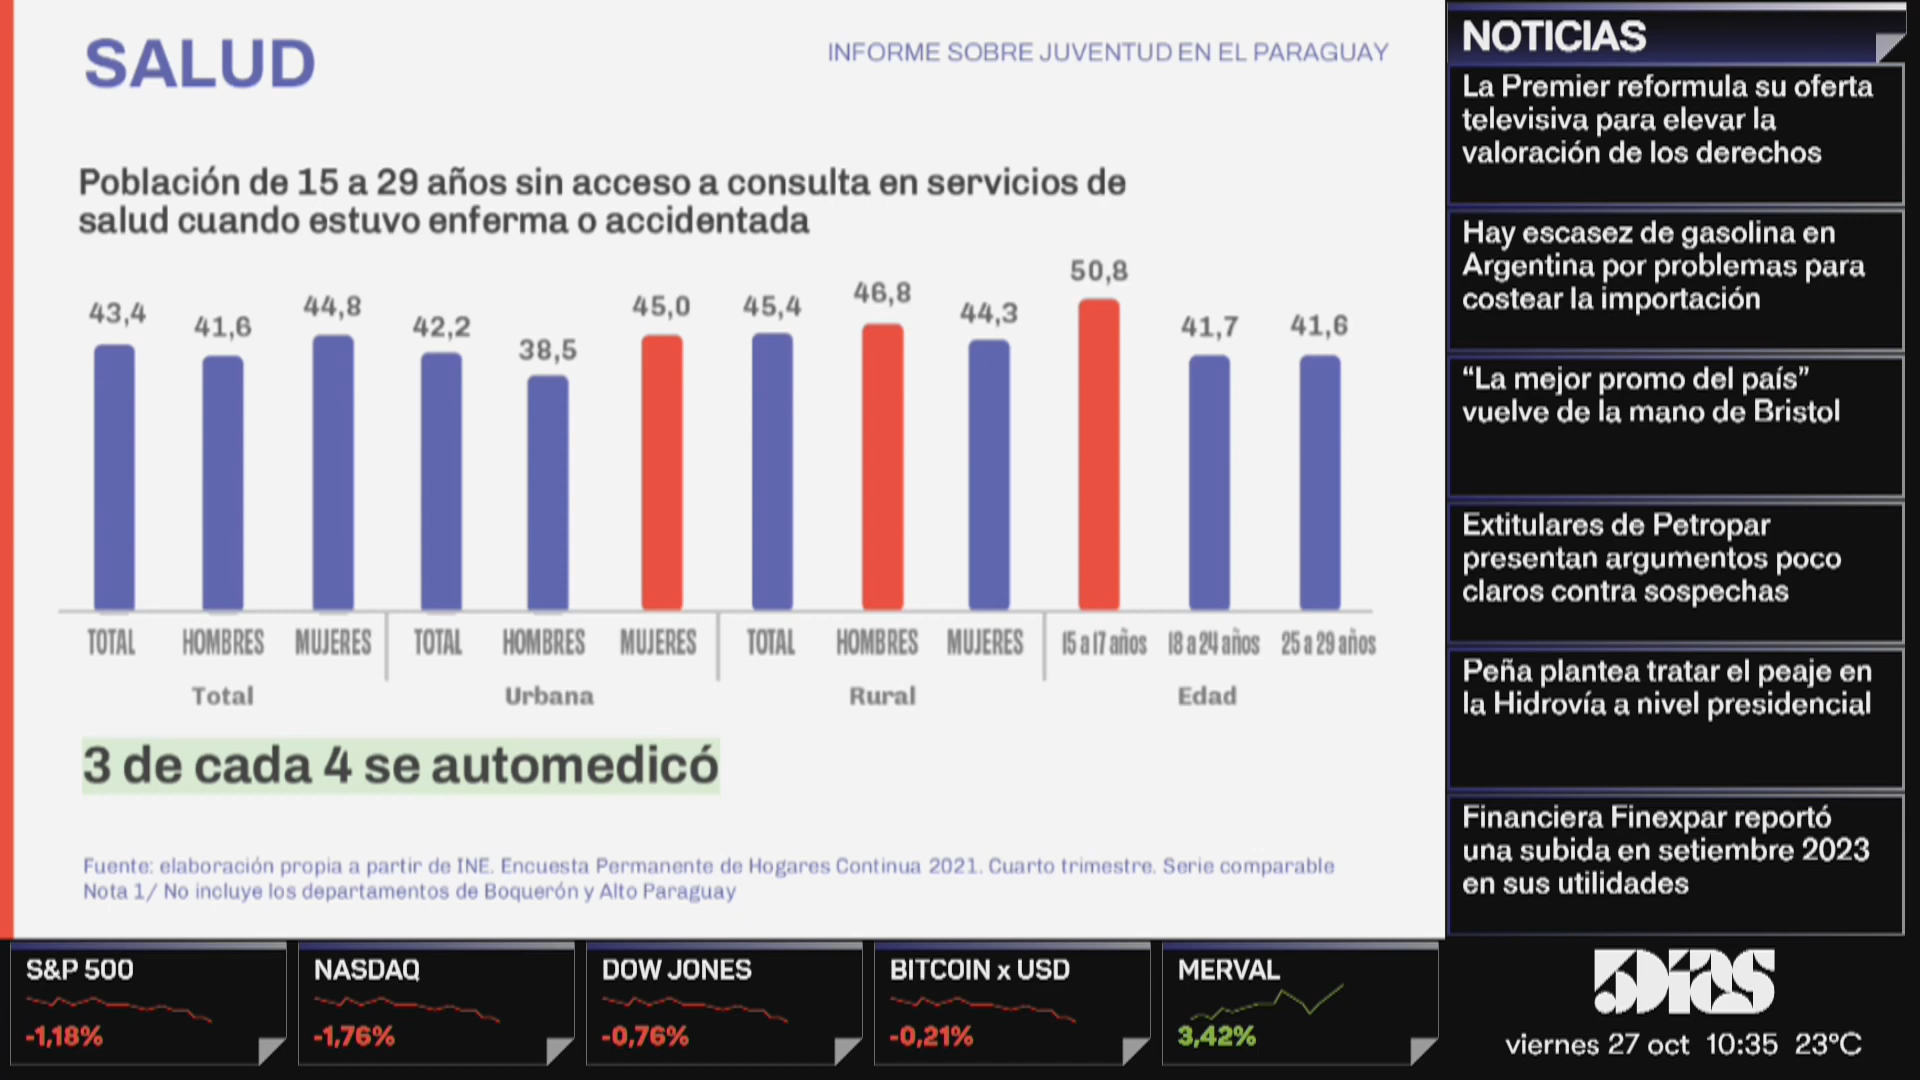 SALUD
INFORME SOBRE JUVENTUD EN EL PARAGUAY
Población de 15 a 29 años sin acceso a consulta en servicios de
salud cuando estuvo enferma o accidentada
43,4 41,6 44,8 42,2 38,5 45,0 45,4 46,8 44,3 50,8 41,7 41,6
TOTAL HOMBRES MUJERES TOTAL HOMBRES MUJERES TOTAL HOMBRES MUJERES 15 a 17 años 18 a 24 años 25 a 29 años
Total Urbana Rural Edad
3 de cada 4 se automedicó
Fuente: elaboración propia a partir de INE. Encuesta Permanente de Hogares Continua 2021. Cuarto trimestre. Serie comparable
Nota 1/ No incluye los departamentos de Boquerón y Alto Paraguay
NOTICIAS
La Premier reformula su oferta
televisiva para elevar la
valoración de los derechos
Hay escasez de gasolina en
Argentina por problemas para
costear la importación
“La mejor promo del país”
vuelve de la mano de Bristol
Extitulares de Petropar
presentan argumentos poco
claros contra sospechas
Peña plantea tratar el peaje en
la Hidrovía a nivel presidencial
Financiera Finexpar reportó
una subida en setiembre 2023
en sus utilidades
S&P 500
-1,18%
NASDAQ
-1,76%
DOW JONES
-0,76%
BITCOIN x USD
-0,21%
MERVAL
3,42%
5Días
viernes 27 oct 10:35 23°C